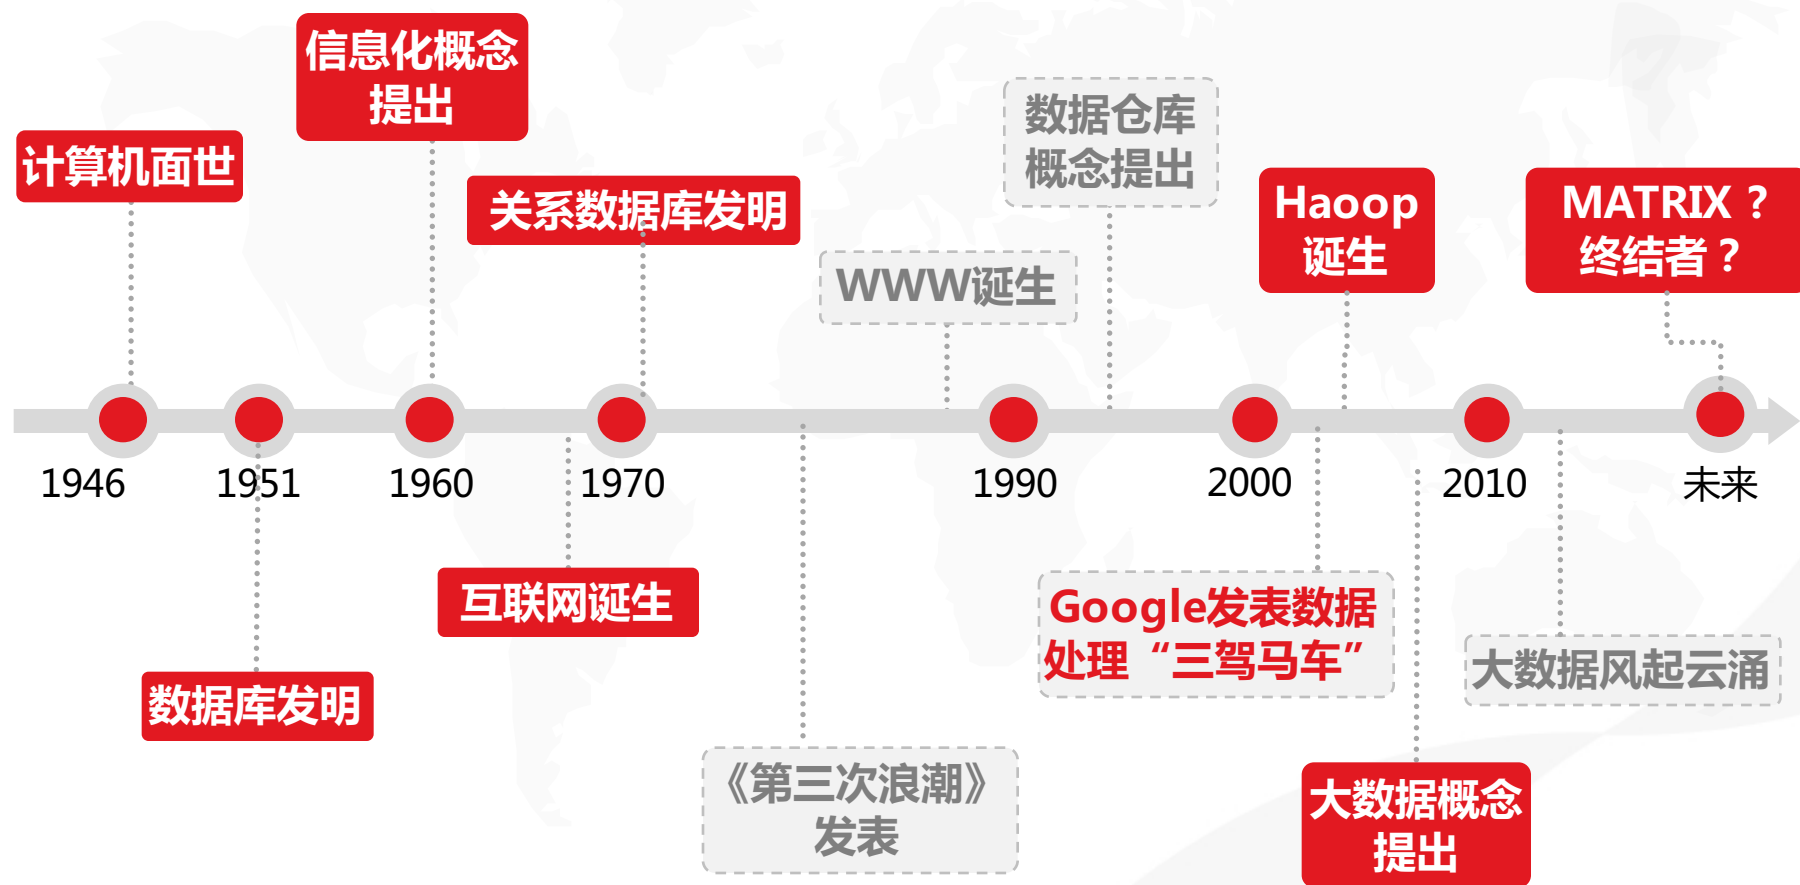 信息化概念
提出
计算机面世
关系数据库发明
数据仓库
概念提出
WWW诞生
Haoop
诞生
MATRIX？
终结者？
1946
1951
1960
1970
1990
2000
2010
未来
互联网诞生
数据库发明
《第三次浪潮》
发表
Google发表数据
处理“三驾马车”
大数据风起云涌
大数据概念
提出